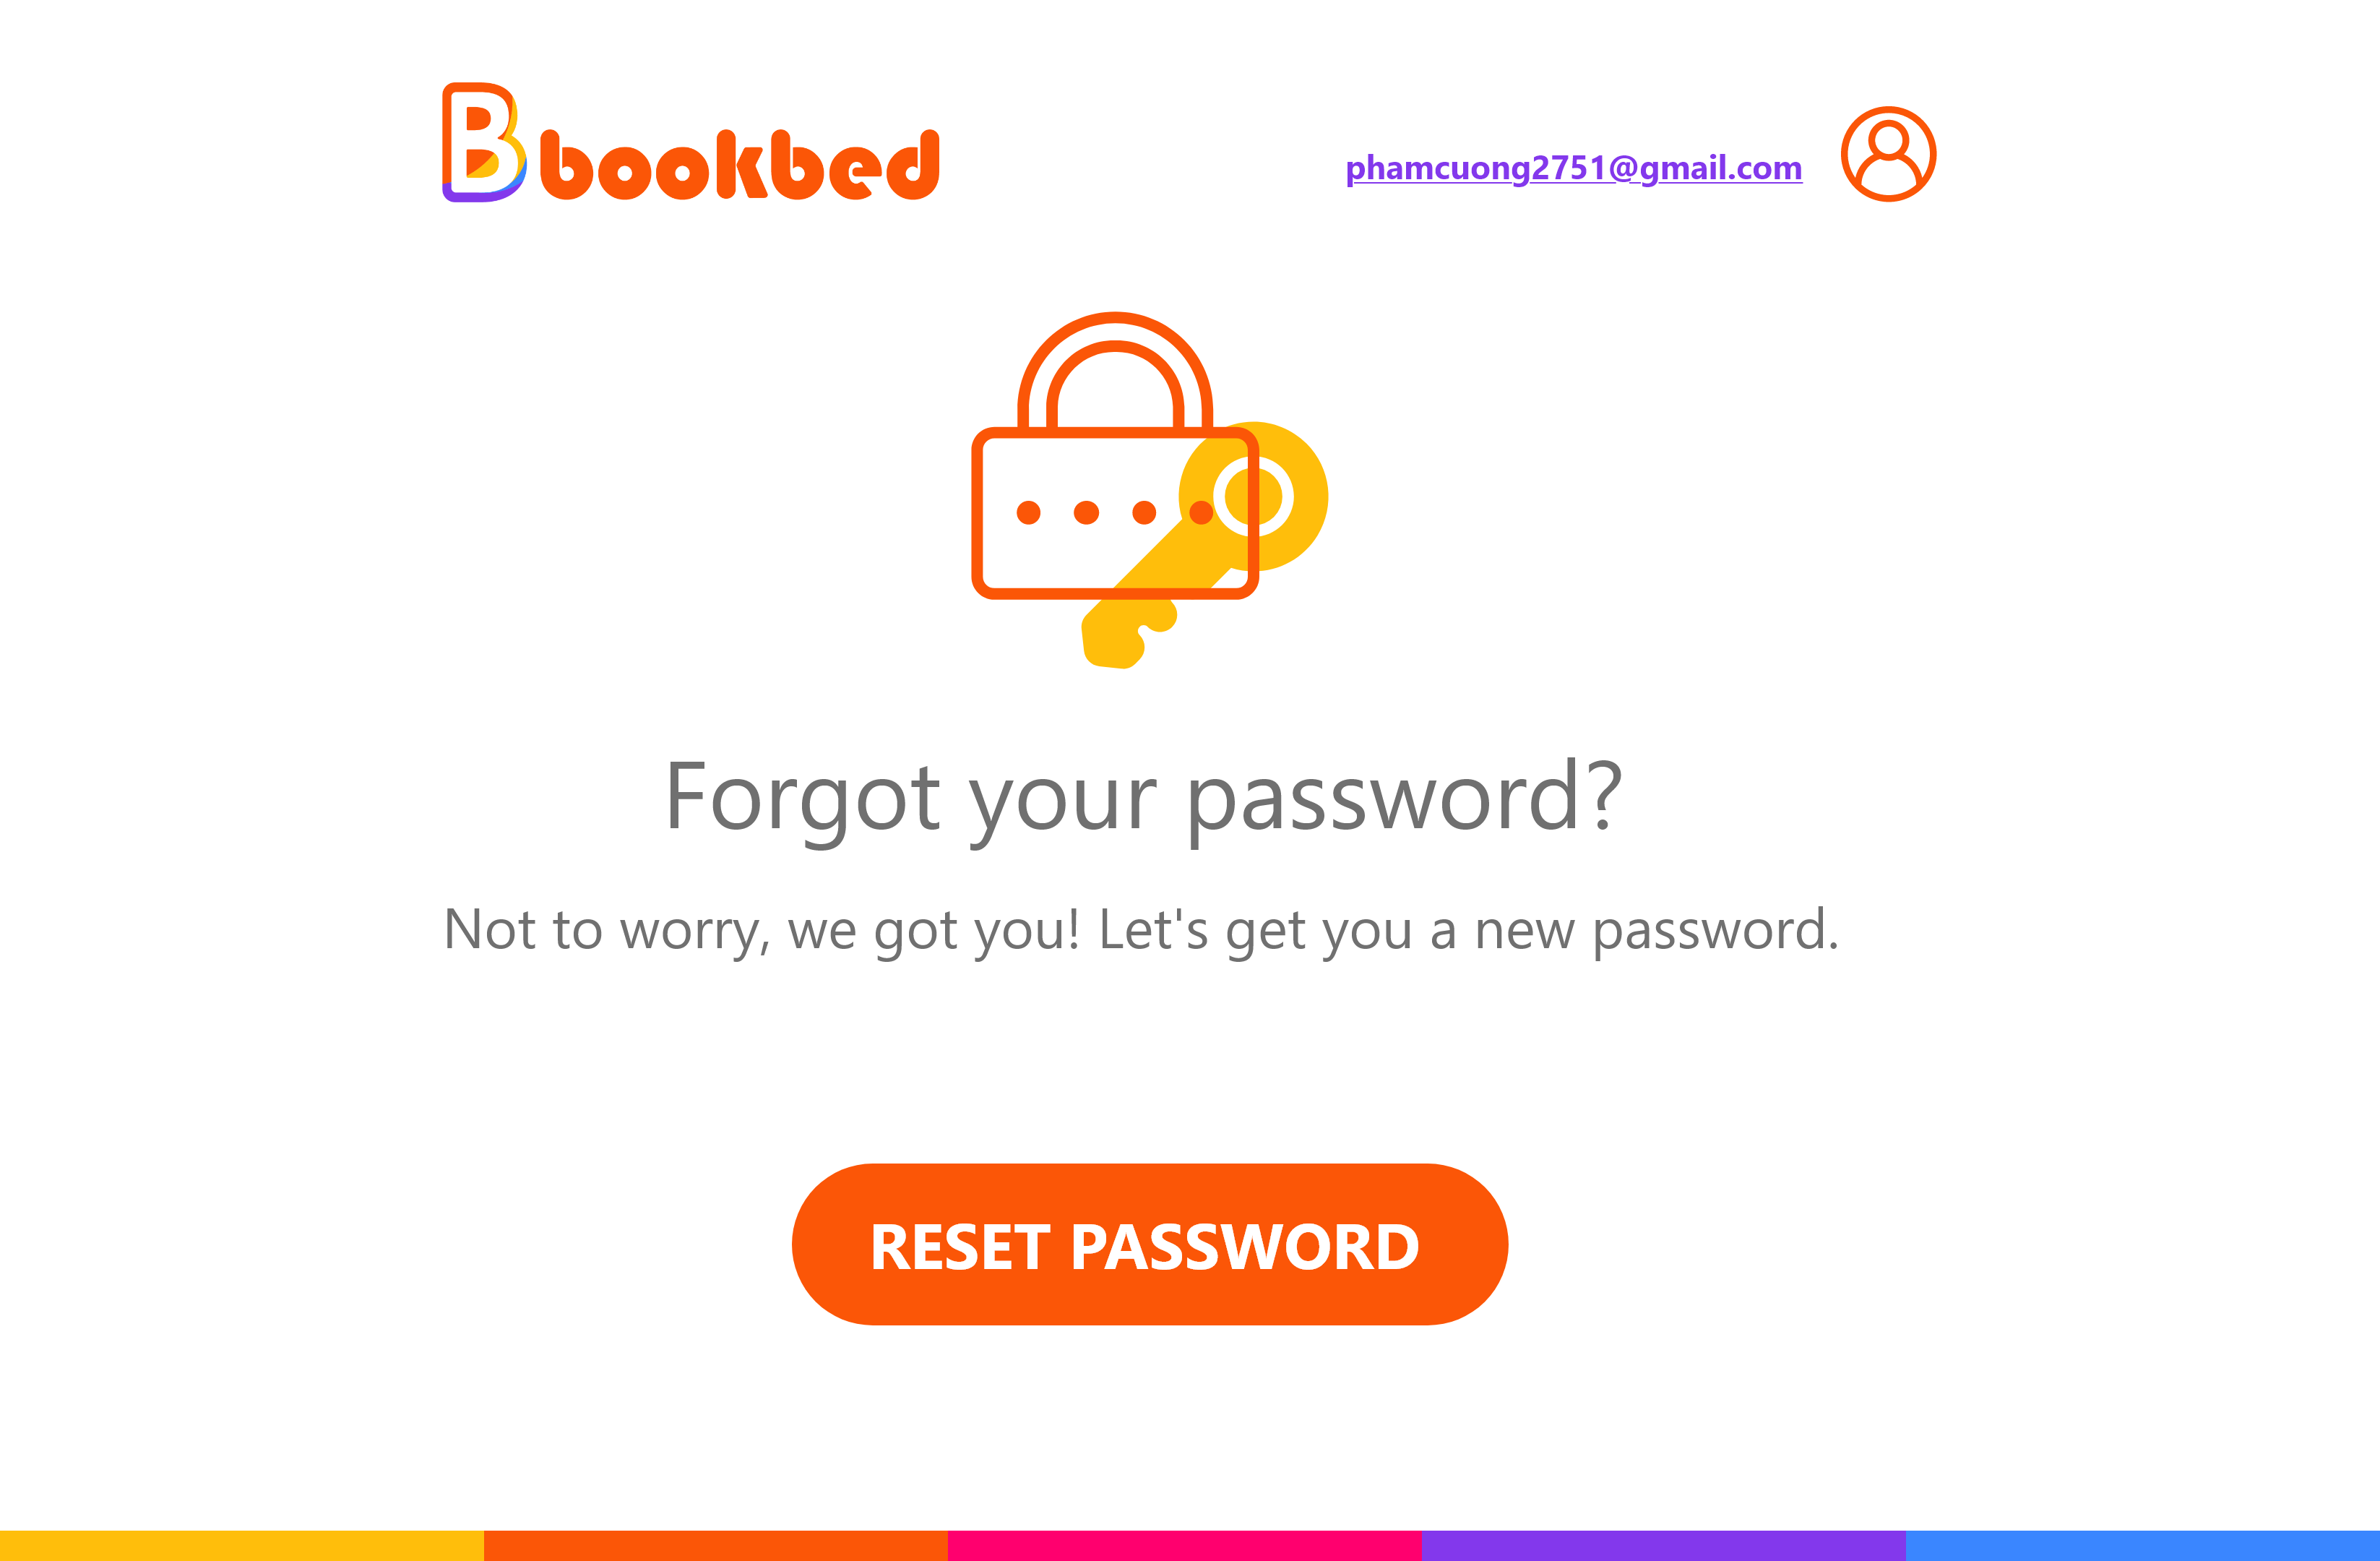 B bookbed
phamcuong2751@gmail.com
Forgot your password?
Not to worry, we got you! Let's get you a new password.
RESET PASSWORD